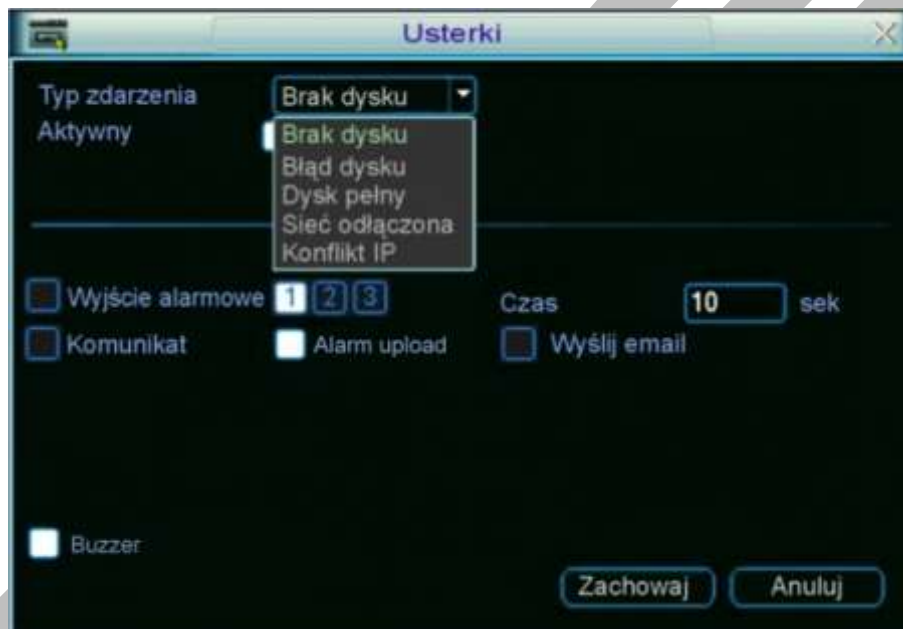 Usterki
Typ zdarzenia Brak dysku
Aktywny Brak dysku
Błąd dysku
Dysk pełny
Sieć odłączona
Konflikt IP
Wyjście alarmowe 1 2 3 Czas 10 sek
Komunikat Alarm upload Wyślij email
Buzzer
Zachowaj Anuluj